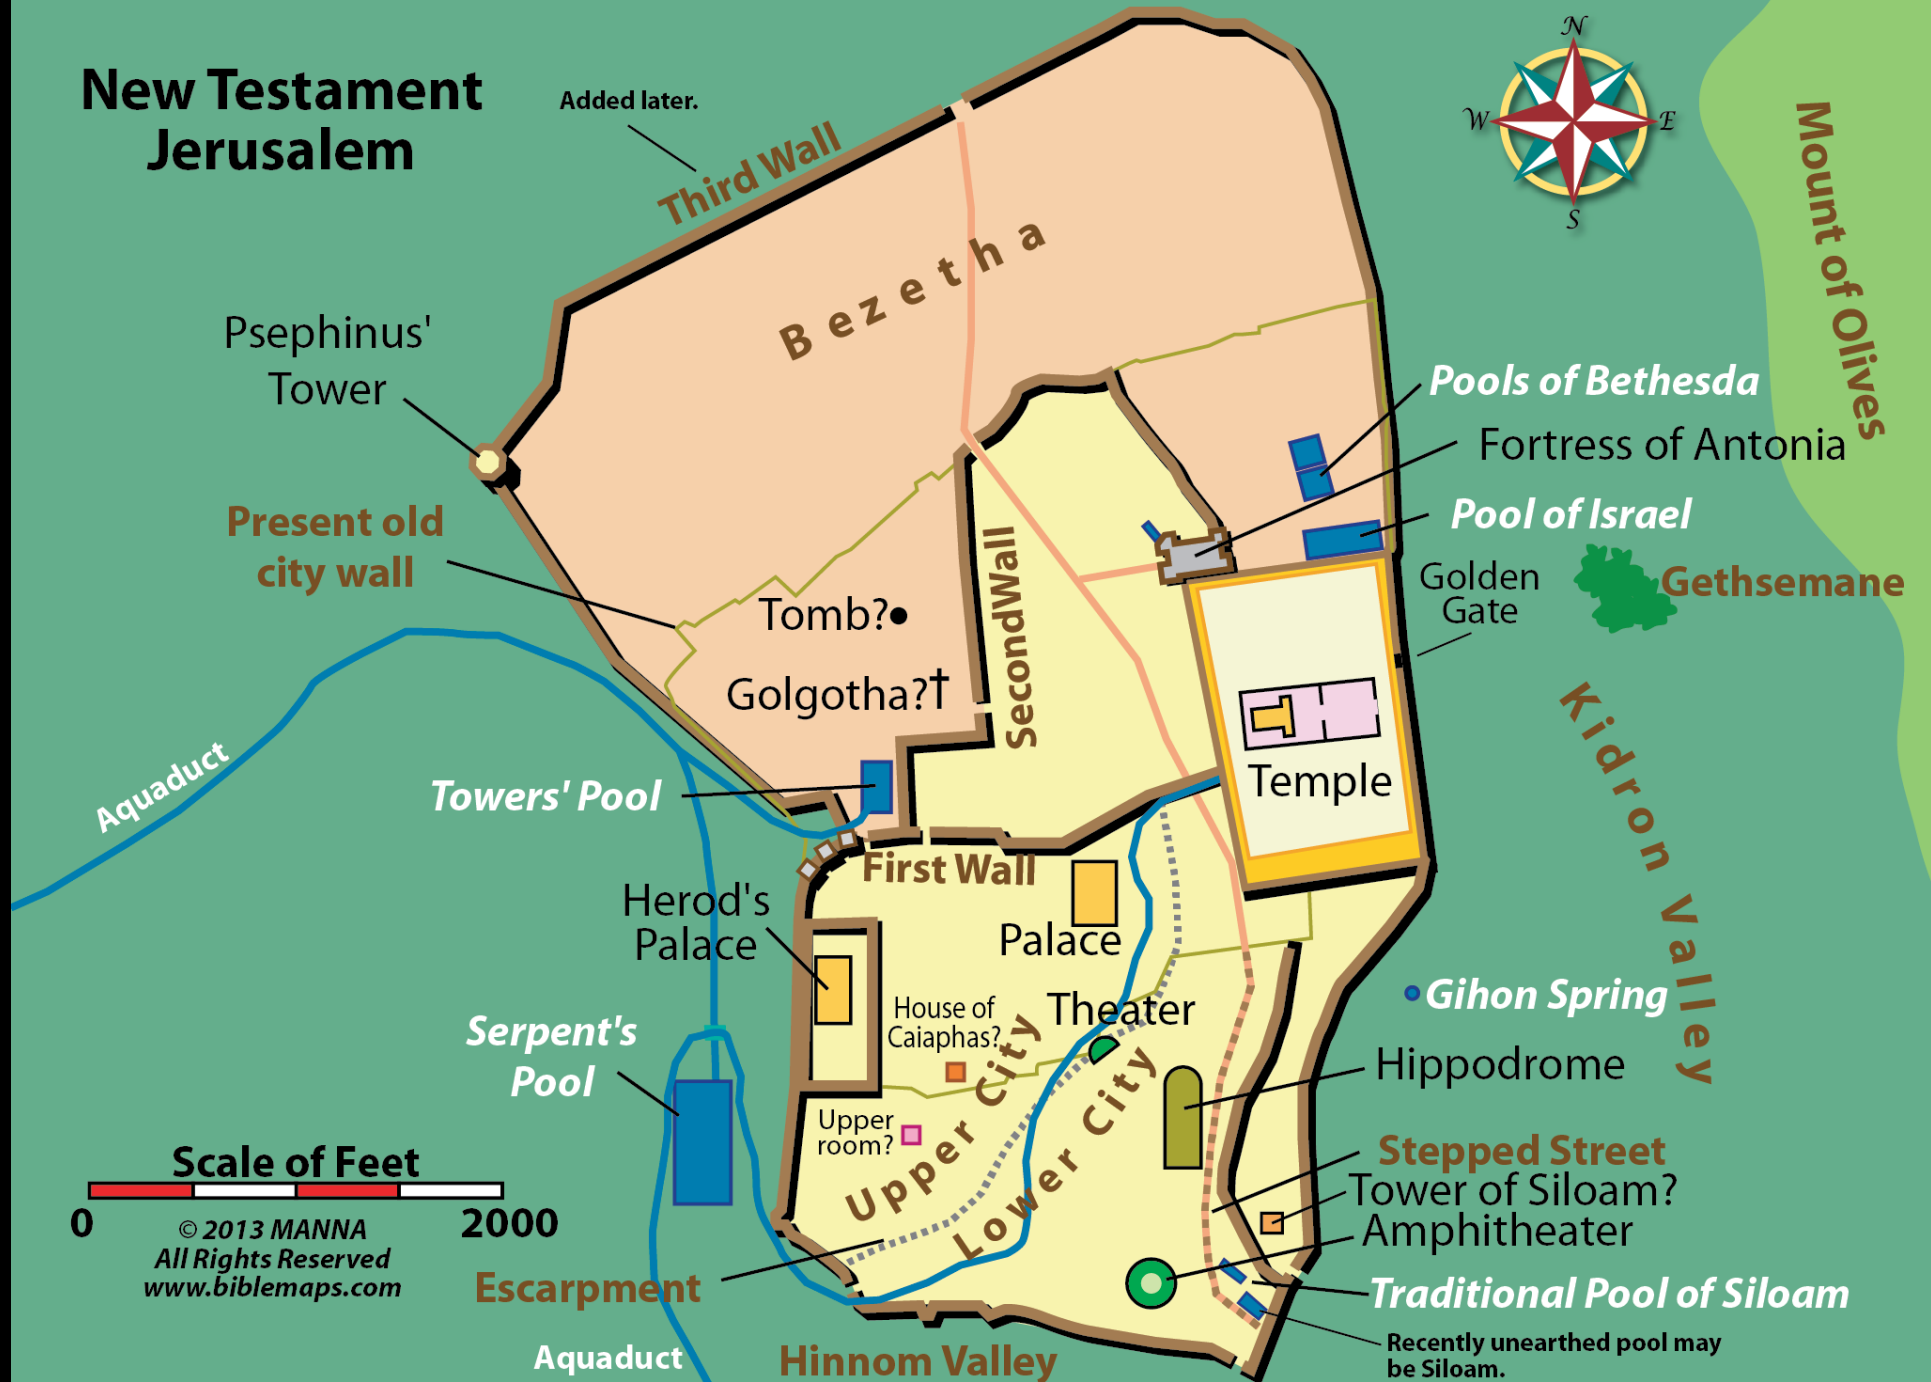 New Testament
Jerusalem
Added later.
Third Wall
N
W
E
S
Mount of Olives
Bezetha
Psephinus'
Tower
Pools of Bethesda
Fortress of Antonia
Present old
city wall
Pool of Israel
Golden
Gate
Gethsemane
Tomb?
Golgotha?
SecondWall
Kidron Valley
Aquaduct
Towers' Pool
Temple
First Wall
Herod's
Palace
Palace
House of
Caiaphas?
Theater
Gihon Spring
Serpent's
Pool
Hippodrome
Upper
room?
Upper City
Lower City
Stepped Street
Tower of Siloam?
Amphitheater
Scale of Feet
0
2000
© 2013 MANNA
All Rights Reserved
www.biblemaps.com
Escarpment
Traditional Pool of Siloam
Aquaduct
Hinnom Valley
Recently unearthed pool may
be Siloam.